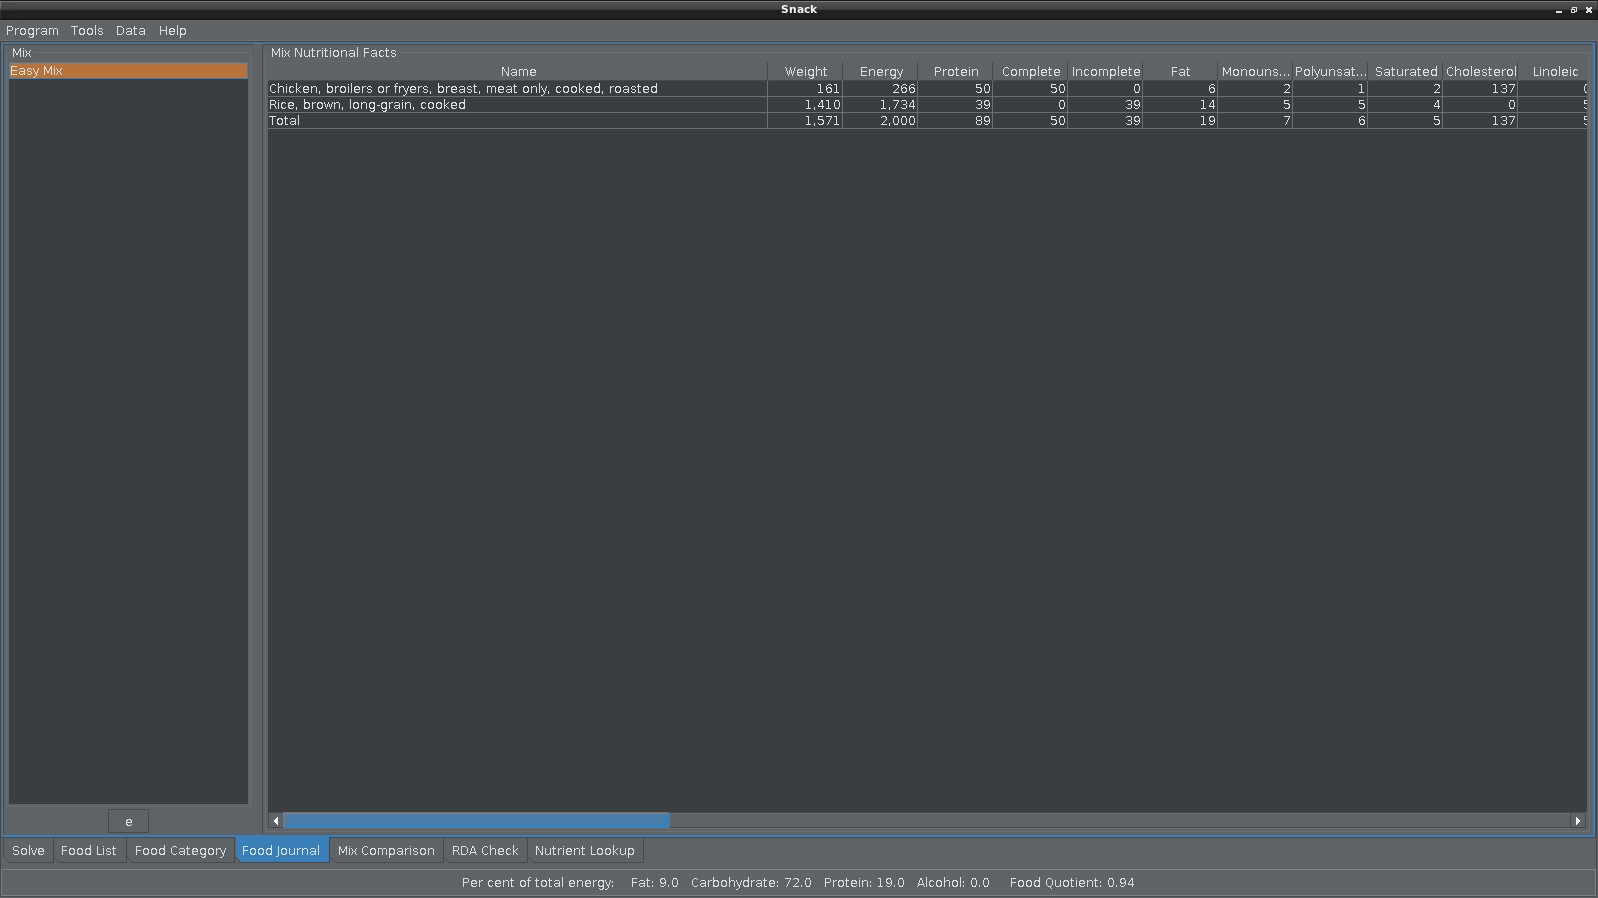 Snack
Program Tools Data Help
Mix
Easy Mix
e
Mix Nutritional Facts
Name Weight Energy Protein Complete Incomplete Fat Monouns... Polyunsat... Saturated Cholesterol Linoleic
Chicken, broilers or fryers, breast, meat only, cooked, roasted 161 266 50 50 0 6 2 1 2 137
Rice, brown, long-grain, cooked 1,410 1,734 39 0 39 14 5 5 4 0
Total 1,571 2,000 89 50 39 19 7 6 5 137
Solve Food List Food Category Food Journal Mix Comparison RDA Check Nutrient Lookup
Per cent of total energy: Fat: 9.0 Carbohydrate: 72.0 Protein: 19.0 Alcohol: 0.0 Food Quotient: 0.94